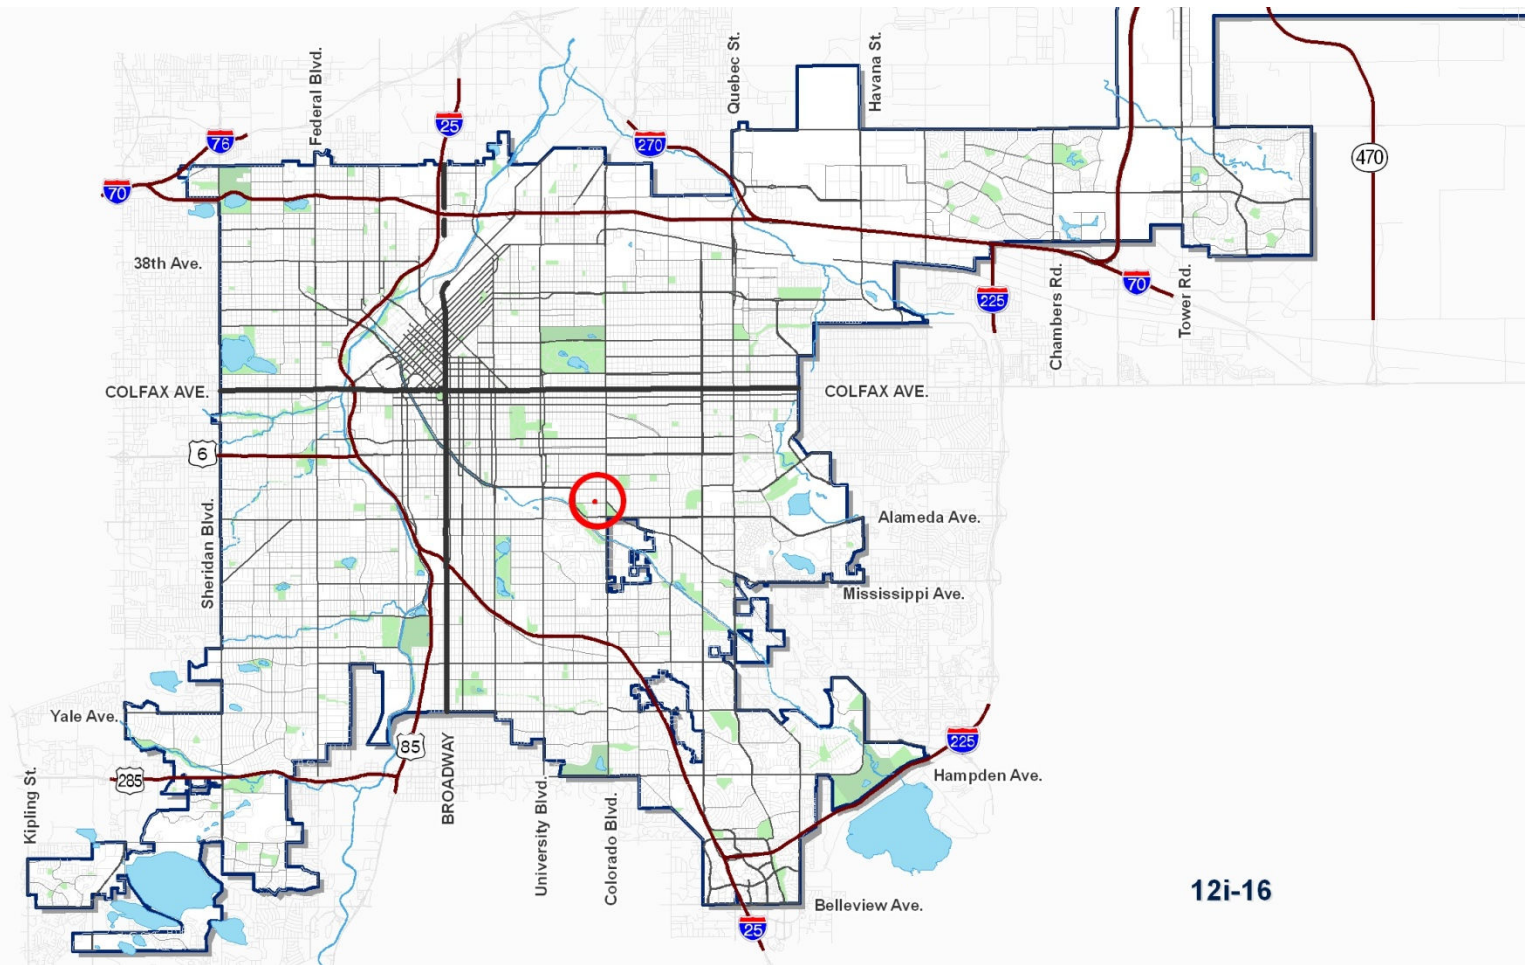 Federal Blvd.
Quebec St.
Havana St.
76
25
270
470
70
38th Ave.
225
Chambers Rd.
70
Tower Rd.
COLFAX AVE.
COLFAX AVE.
6
Sheridan Blvd.
Alameda Ave.
Mississippi Ave.
Yale Ave.
85
225
285
Kipling St.
BROADWAY
University Blvd.
Colorado Blvd.
Hampden Ave.
12i-16
Belleview Ave.
25